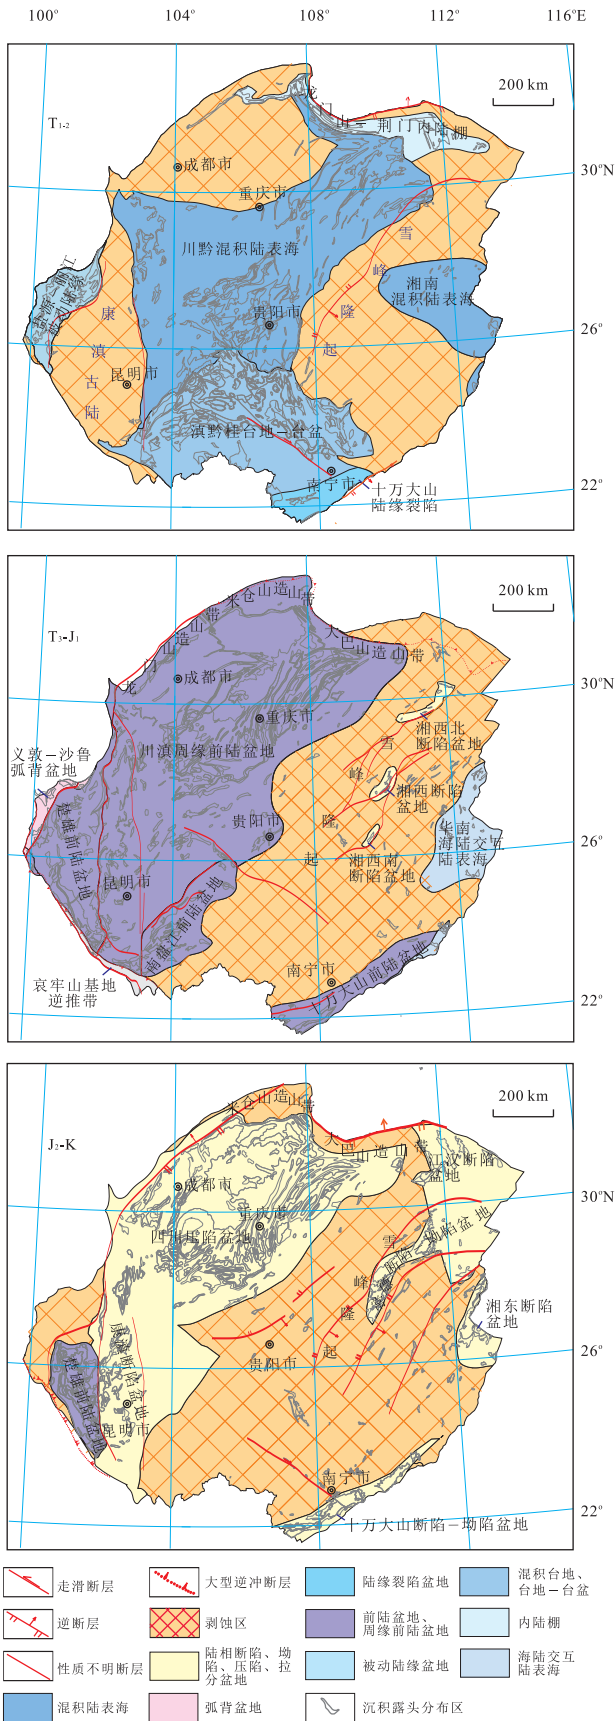 100°
104°
108°
112°
116°E
200 km
T₁₋₂
龙
门
山
一
荆门内陆棚
成都市
30°N
重庆市
川黔混积陆表海
雪
峰
隆
起
湘南
混积陆表海
贵阳市
26°
康
滇
古
陆
昆明市
滇黔桂台地－台盆
南宁市
十万大山
陆缘裂陷
22°
200 km
T₃-J₁
米仓山造山带
龙门山造山带
大巴山造山带
成都市
30°N
重庆市
川滇周缘前陆盆地
湘西北
断陷盆地
义敦－沙鲁
弧背盆地
雪
峰
隆
起
湘西断陷
盆地
楚雄前陆盆地
贵阳市
华南
海陆交互
陆表海
26°
湘西南
断陷盆地
昆明市
南盘江前陆盆地
哀牢山基地
逆推带
南宁市
十万大山前陆盆地
22°
200 km
J₂-K
米仓山造山带
大巴山造山带
江汉断陷
盆地
成都市
30°N
重庆市
四川压陷盆地
断陷－坳陷盆地
雪
峰
隆
起
湘东断陷
盆地
贵阳市
26°
楚雄前陆盆地
昆明市
南宁市
十万大山断陷－坳陷盆地
22°
走滑断层
大型逆冲断层
陆缘裂陷盆地
混积台地、
台地－台盆
逆断层
剥蚀区
前陆盆地、
周缘前陆盆地
内陆棚
性质不明断层
陆相断陷、坳
陷、压陷、拉
分盆地
被动陆缘盆地
海陆交互
陆表海
混积陆表海
弧背盆地
沉积露头分布区